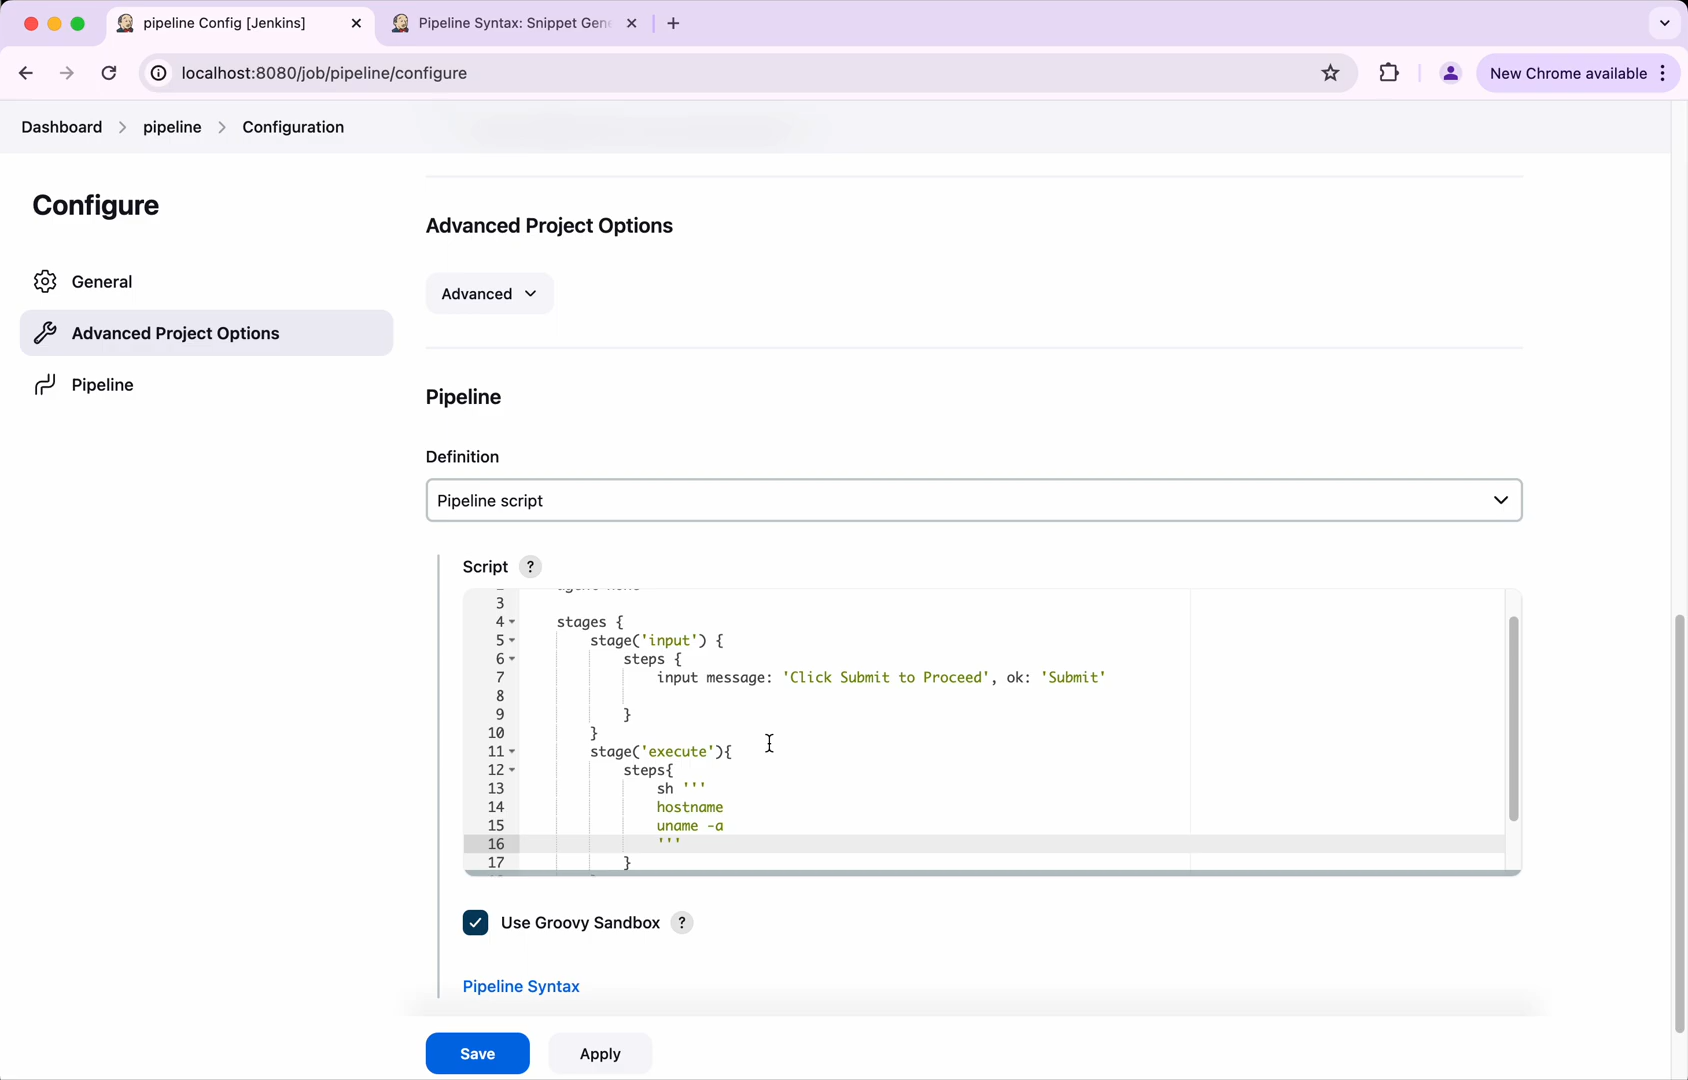 pipeline Config [Jenkins]
Pipeline Syntax: Snippet Gen
localhost:8080/job/pipeline/configure
New Chrome available
Dashboard > pipeline > Configuration
Configure
General
Advanced Project Options
Pipeline
Advanced Project Options
Advanced
Pipeline
Definition
Pipeline script
Script ?
3
4 stages {
5 stage('input') {
6 steps {
7 input message: 'Click Submit to Proceed', ok: 'Submit'
8
9 }
10 }
11 stage('execute'){
12 steps{
13 sh '''
14 hostname
15 uname -a
16 '''
17 }
Use Groovy Sandbox ?
Pipeline Syntax
Save
Apply